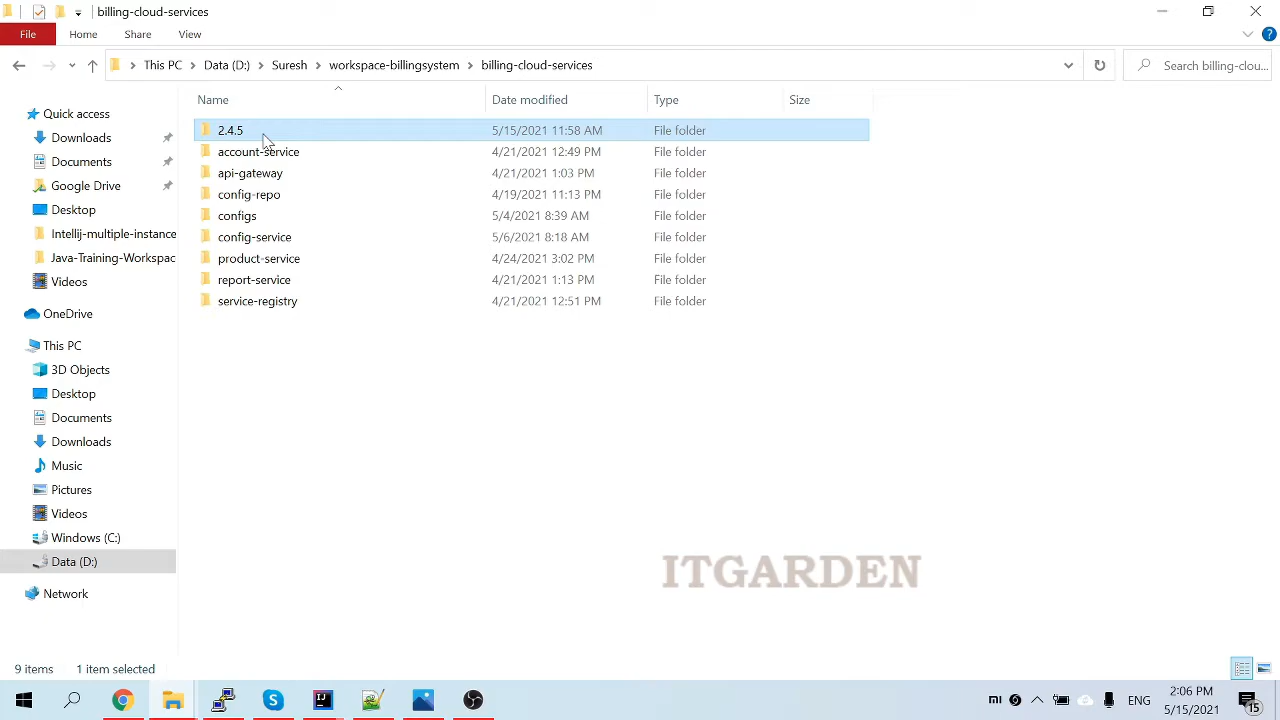 billing-cloud-services
File Home Share View
This PC Data (D:) Suresh workspace-billingsystem billing-cloud-services
Search billing-clou...
Name Date modified Type Size
2.4.5 5/15/2021 11:58 AM File folder
account-service 4/21/2021 12:49 PM File folder
api-gateway 4/21/2021 1:03 PM File folder
config-repo 4/19/2021 11:13 PM File folder
configs 5/4/2021 8:39 AM File folder
config-service 5/6/2021 8:18 AM File folder
product-service 4/24/2021 3:02 PM File folder
report-service 4/21/2021 1:13 PM File folder
service-registry 4/21/2021 12:51 PM File folder
Quick access
Downloads
Documents
Google Drive
Desktop
Intellij-multiple-instance
Java-Training-Workspac
Videos
OneDrive
This PC
3D Objects
Desktop
Documents
Downloads
Music
Pictures
Videos
Windows (C:)
Data (D:)
Network
ITGARDEN
9 items 1 item selected
ENG
2:06 PM
5/15/2021
15